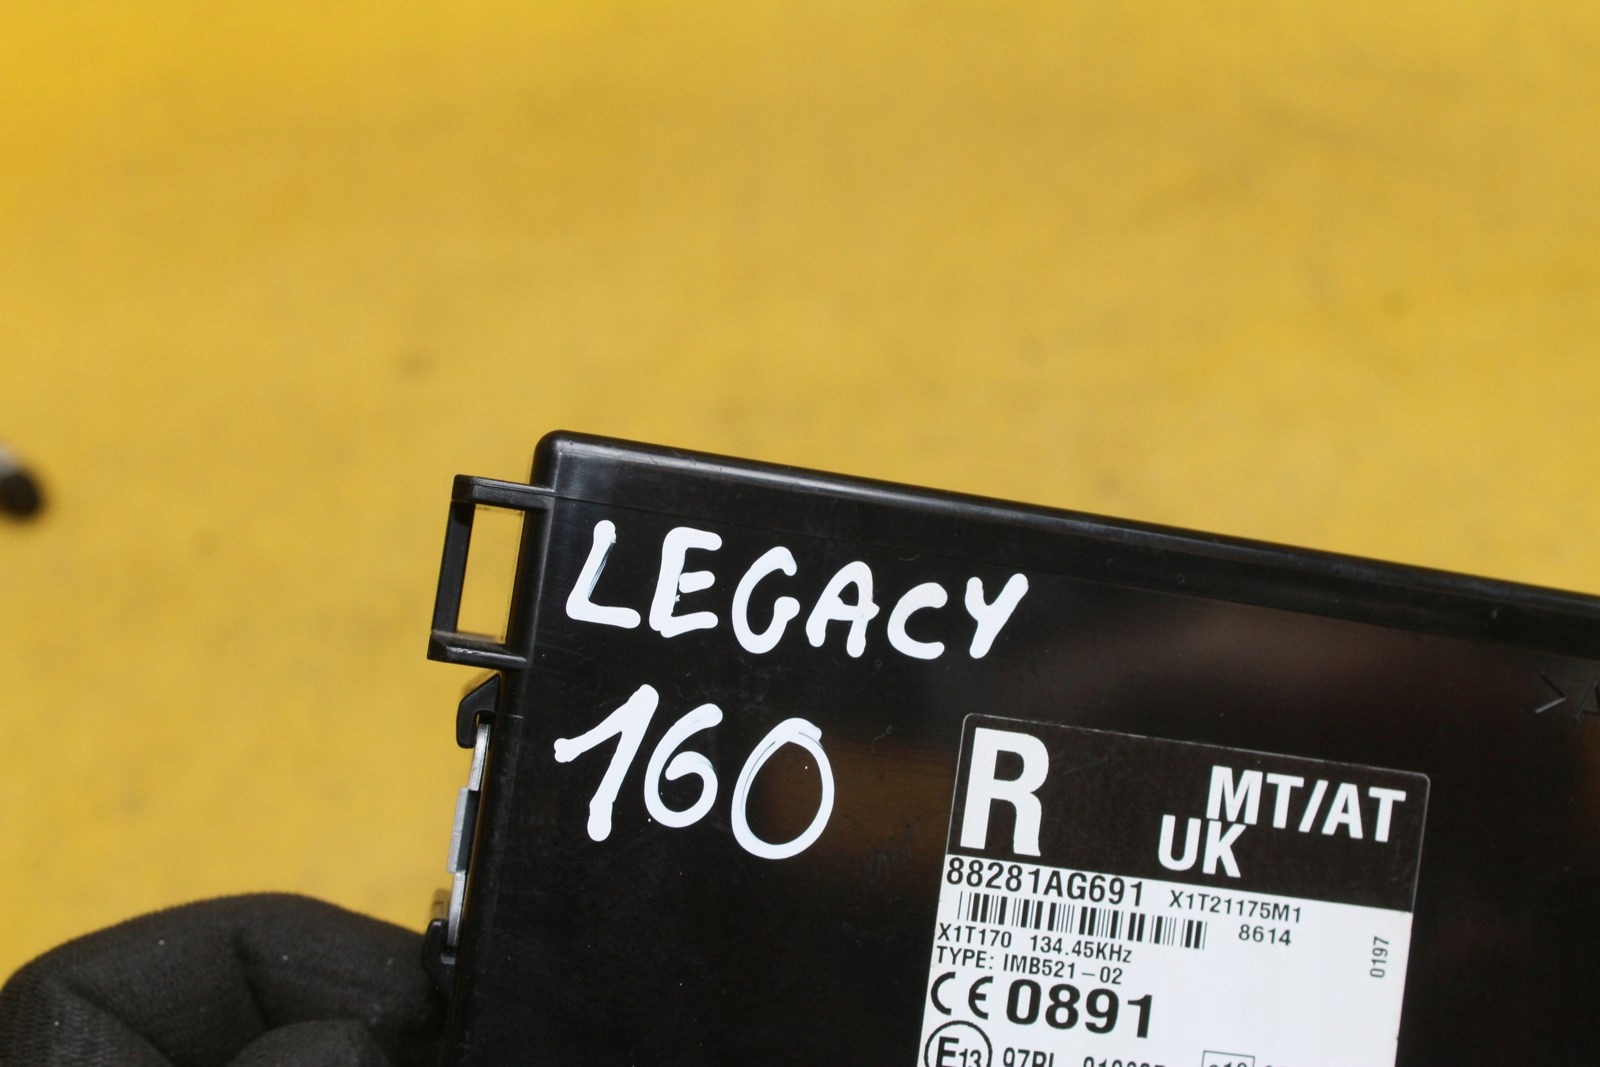 LEGACY
160
>A
R
MT/AT
UK
88281AG691 X1T21175M1
8614
X1T170 134.45KHz
0197
TYPE: IMB521-02
CE 0891
E13